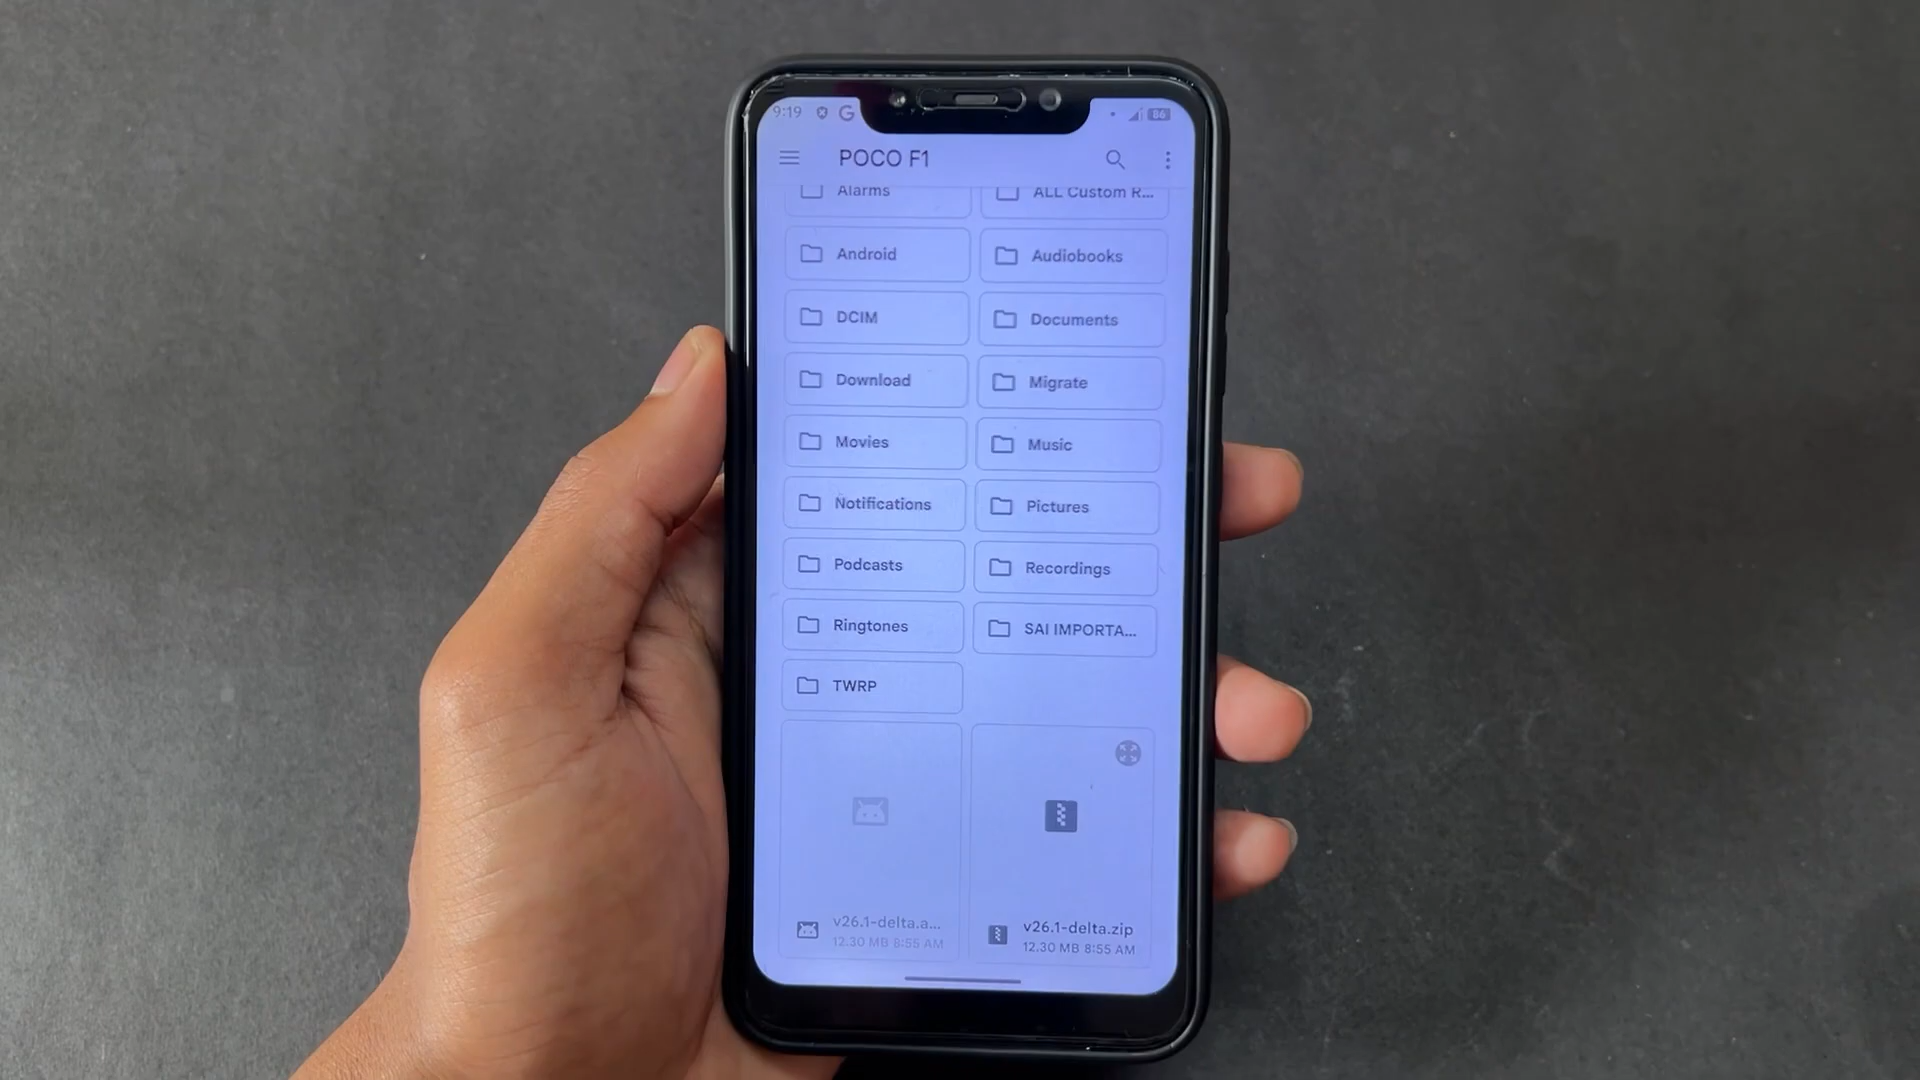 9:19 G 86
POCO F1
Alarms
ALL Custom R...
Android
Audiobooks
DCIM
Documents
Download
Migrate
Movies
Music
Notifications
Pictures
Podcasts
Recordings
Ringtones
SAI IMPORTA...
TWRP
v26.1-delta.a...
12.30 MB 8:55 AM
v26.1-delta.zip
12.30 MB 8:55 AM